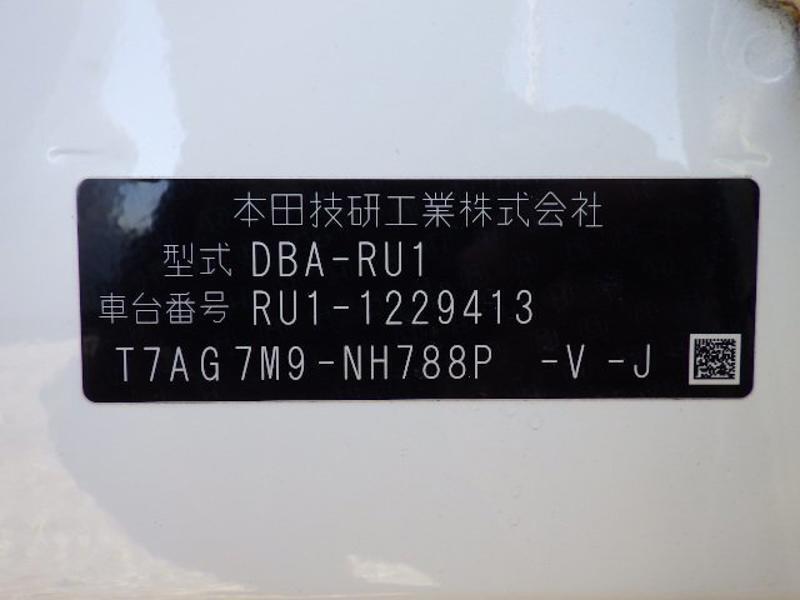 本田技研工業株式会社
型式 DBA-RU1
車台番号 RU1-1229413
T7AG7M9-NH788P -V -J